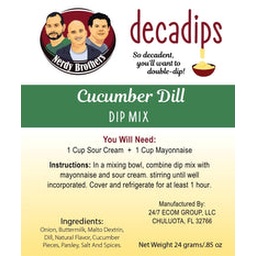 Nerdy Brothers
decadips
So decadent,
you'll want to
double-dip!
Cucumber Dill
DIP MIX
You Will Need:
1 Cup Sour Cream + 1 Cup Mayonnaise
Instructions: In a mixing bowl, combine dip mix with
mayonnaise and sour cream. stirring until well
incorporated. Cover and refrigerate for at least 1 hour.
Manufactured By:
24/7 ECOM GROUP, LLC
CHULUOTA, FL 32766
Ingredients:
Onion, Buttermilk, Malto Dextrin,
Dill, Natural Flavor, Cucumber
Pieces, Parsley, Salt And Spices.
Net Weight 24 grams/.85 oz